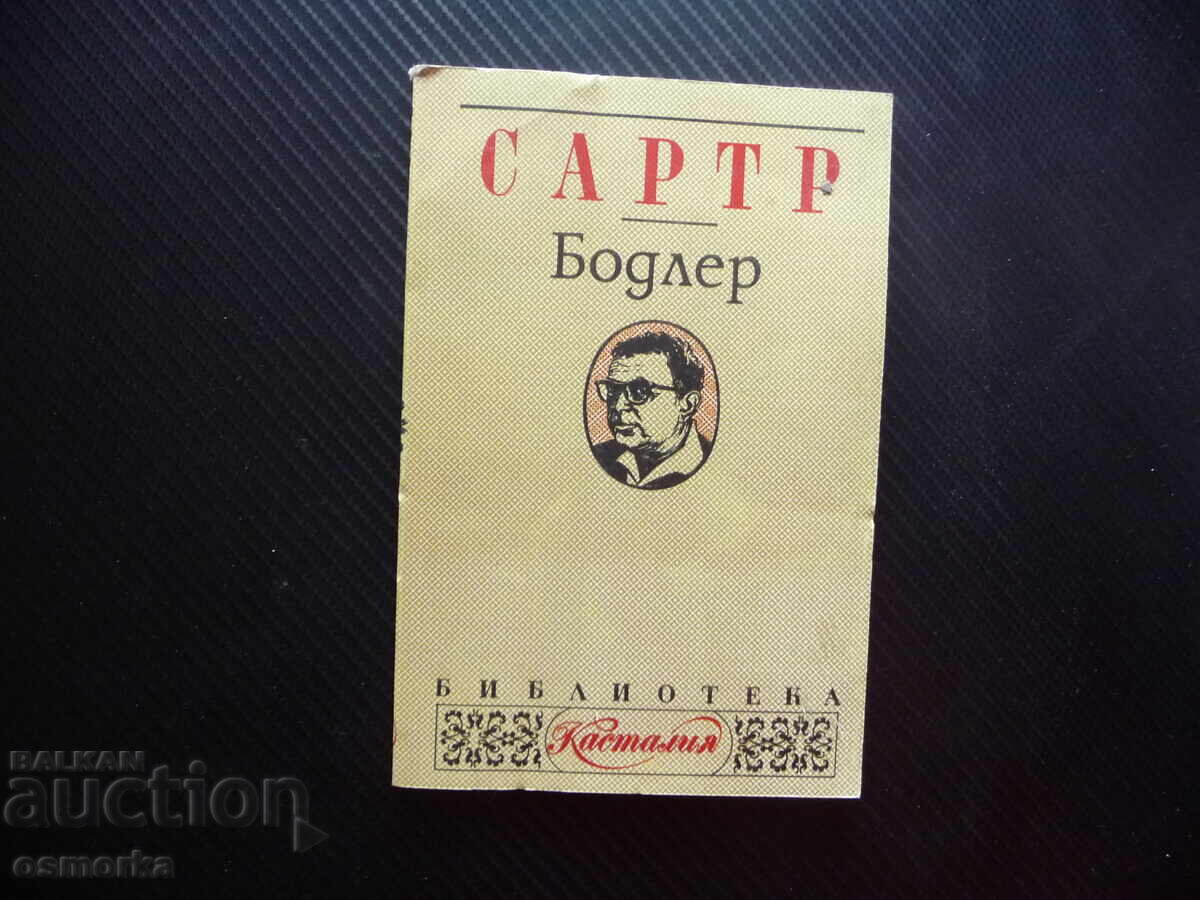 САРТР
Бодлер
БИБЛИОТЕКА
Касталия
BALKAN
auction
osmorka